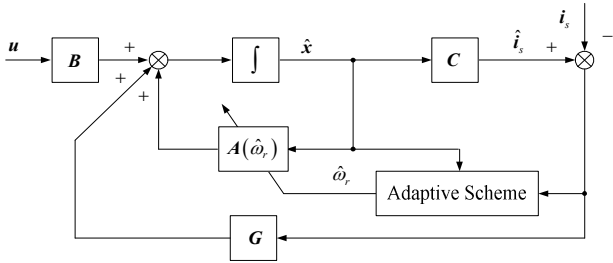 i_s
u
B
+
+
+
∫
x̂
C
î_s
+
−
A(ω̂_r)
ω̂_r
Adaptive Scheme
G